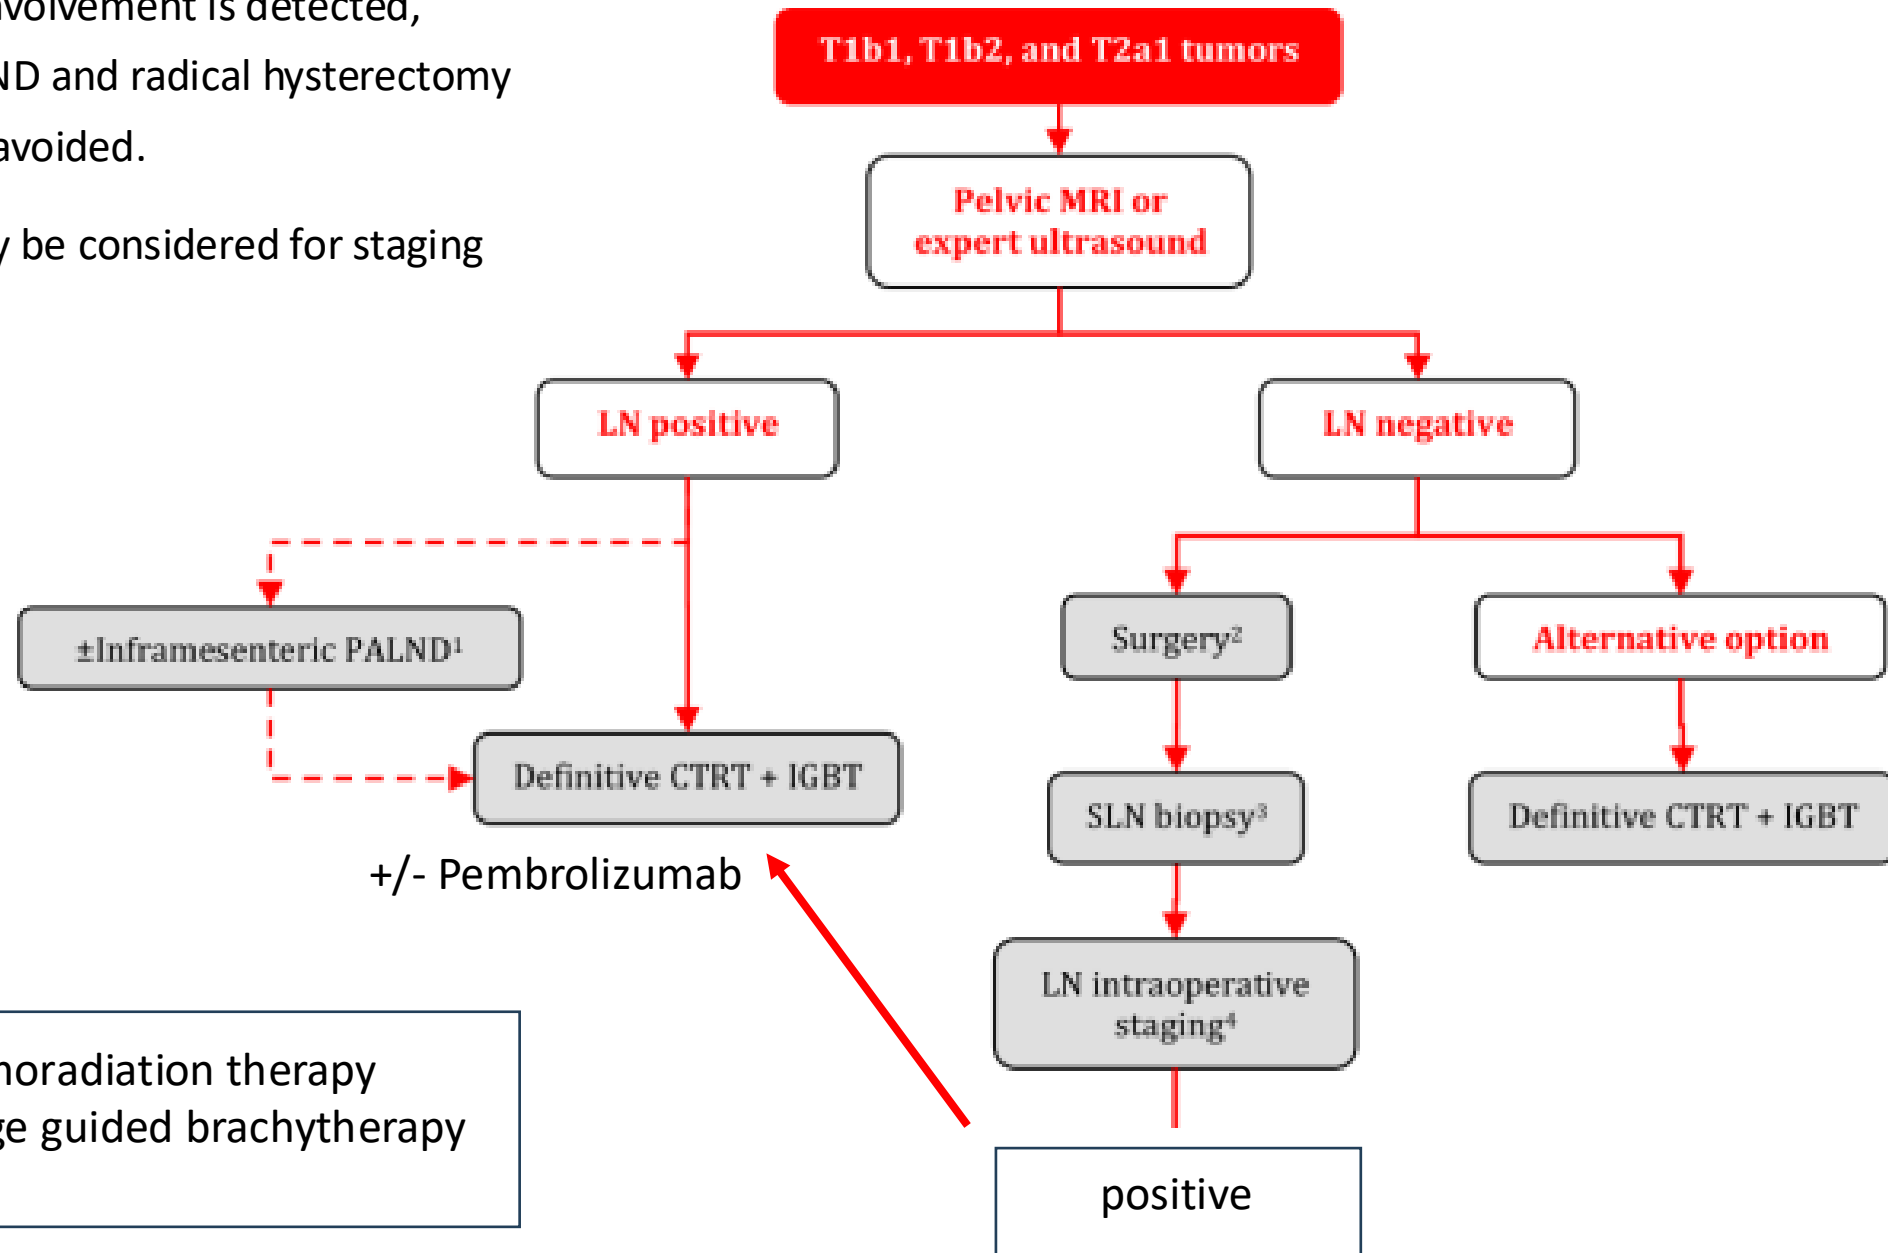 nvolvement is detected,
ND and radical hysterectomy
avoided.
y be considered for staging
T1b1, T1b2, and T2a1 tumors
Pelvic MRI or
expert ultrasound
LN positive
LN negative
±Inframesenteric PALND¹
Surgery²
Alternative option
Definitive CTRT + IGBT
SLN biopsy³
Definitive CTRT + IGBT
+/- Pembrolizumab
LN intraoperative
staging⁴
noradiation therapy
ge guided brachytherapy
positive